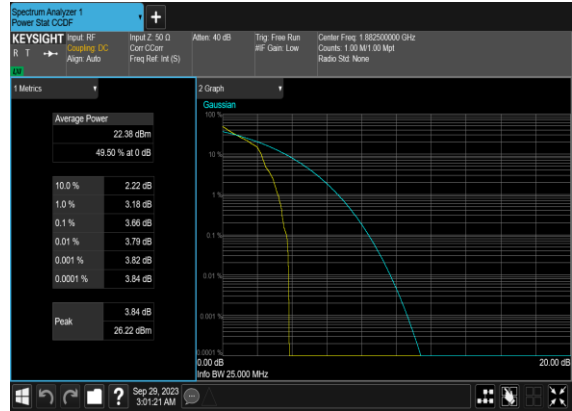 Spectrum Analyzer 1
Power Stat CCDF
KEYSIGHT
R T
LW
Input: RF
Coupling: DC
Align: Auto
Input Z: 50 Ω
Corr CCorr
Freq Ref: Int (S)
Atten: 40 dB
Trig: Free Run
#IF Gain: Low
Center Freq: 1.882500000 GHz
Counts: 1.00 M/1.00 Mpt
Radio Std: None
1 Metrics
Average Power
22.38 dBm
49.50 % at 0 dB
10.0 % 2.22 dB
1.0 % 3.18 dB
0.1 % 3.66 dB
0.01 % 3.79 dB
0.001 % 3.82 dB
0.0001 % 3.84 dB
Peak
3.84 dB
26.22 dBm
2 Graph
Gaussian
100 %
10 %
1 %
0.1 %
0.01 %
0.001 %
0.0001 %
0.00 dB
20.00 dB
Info BW 25.000 MHz
?
Sep 29, 2023
3:01:21 AM